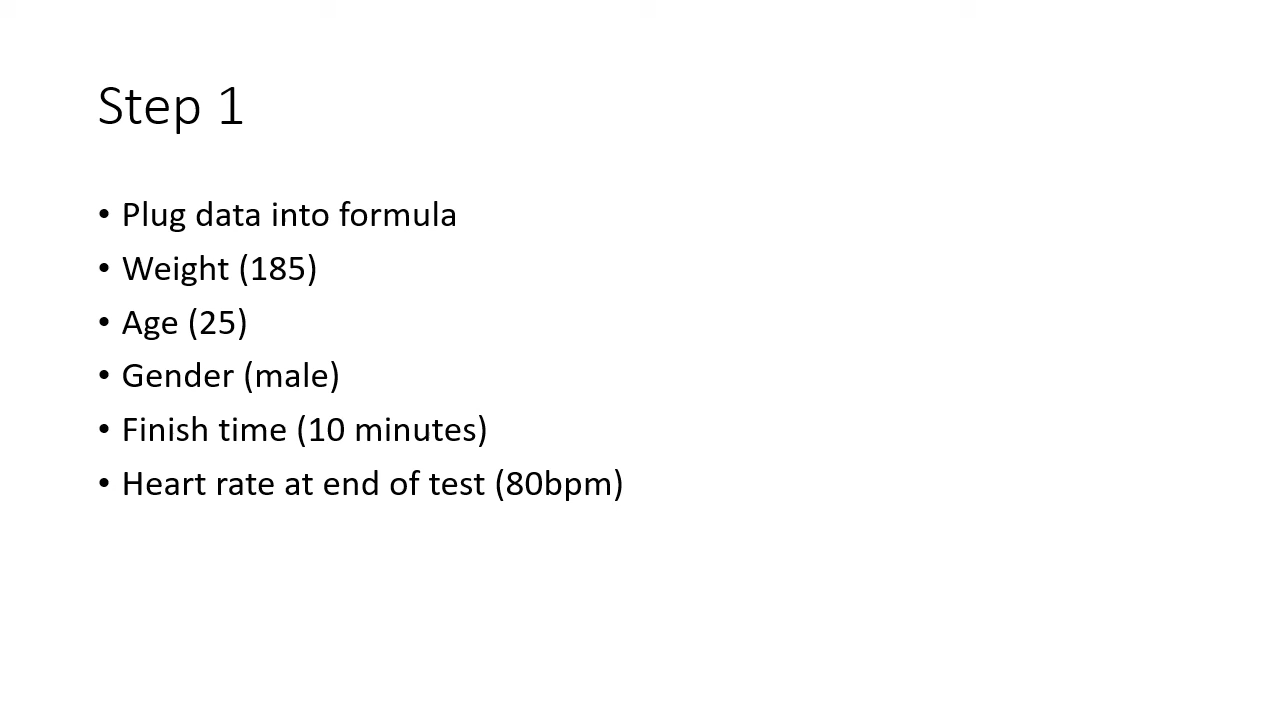 Step 1
• Plug data into formula
• Weight (185)
• Age (25)
• Gender (male)
• Finish time (10 minutes)
• Heart rate at end of test (80bpm)